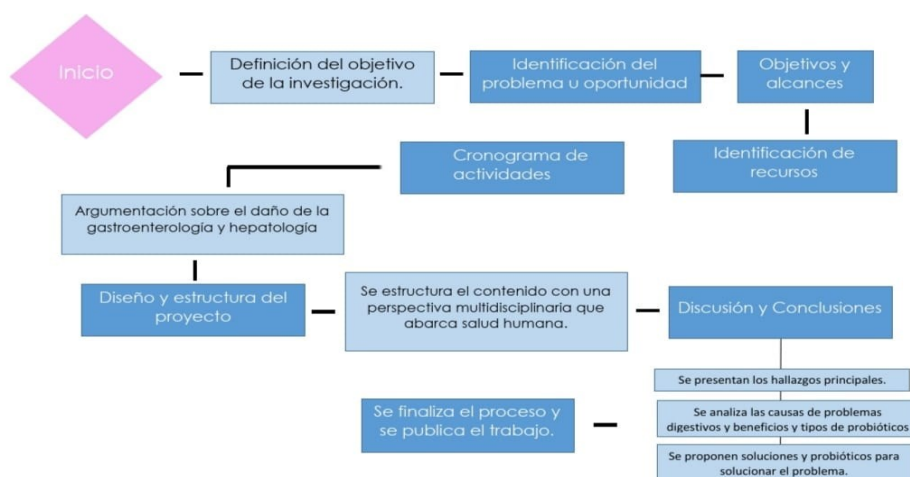 Inicio
Definición del objetivo
de la investigación.
Identificación del
problema u oportunidad
Objetivos y
alcances
Identificación de
recursos
Cronograma de
actividades
Argumentación sobre el daño de la
gastroenterología y hepatología
Diseño y estructura del
proyecto
Se estructura el contenido con una
perspectiva multidisciplinaria que
abarca salud humana.
Discusión y Conclusiones
Se presentan los hallazgos principales.
Se analiza las causas de problemas
digestivos y beneficios y tipos de probióticos
Se proponen soluciones y probióticos para
solucionar el problema.
Se finaliza el proceso y
se publica el trabajo.